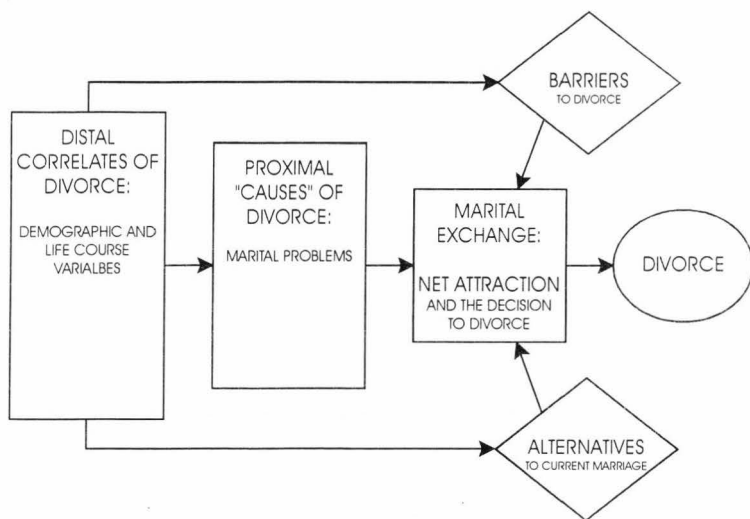 BARRIERS
TO DIVORCE
DISTAL
CORRELATES OF
DIVORCE:
DEMOGRAPHIC AND
LIFE COURSE
VARIALBES
PROXIMAL
"CAUSES" OF
DIVORCE:
MARITAL PROBLEMS
MARITAL
EXCHANGE:
NET ATTRACTION
AND THE DECISION
TO DIVORCE
DIVORCE
ALTERNATIVES
TO CURRENT MARRIAGE